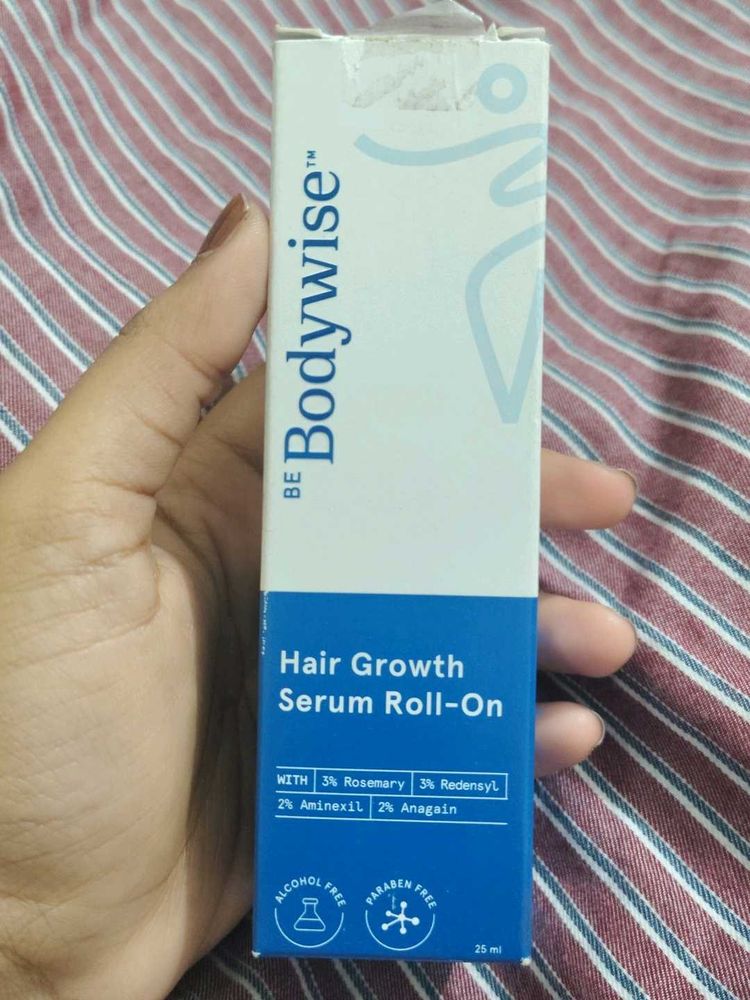 BE Bodywise™
Hair Growth
Serum Roll-On
WITH 3% Rosemary 3% Redensyl
2% Aminexil 2% Anagain
ALCOHOL FREE
PARABEN FREE
25 ml